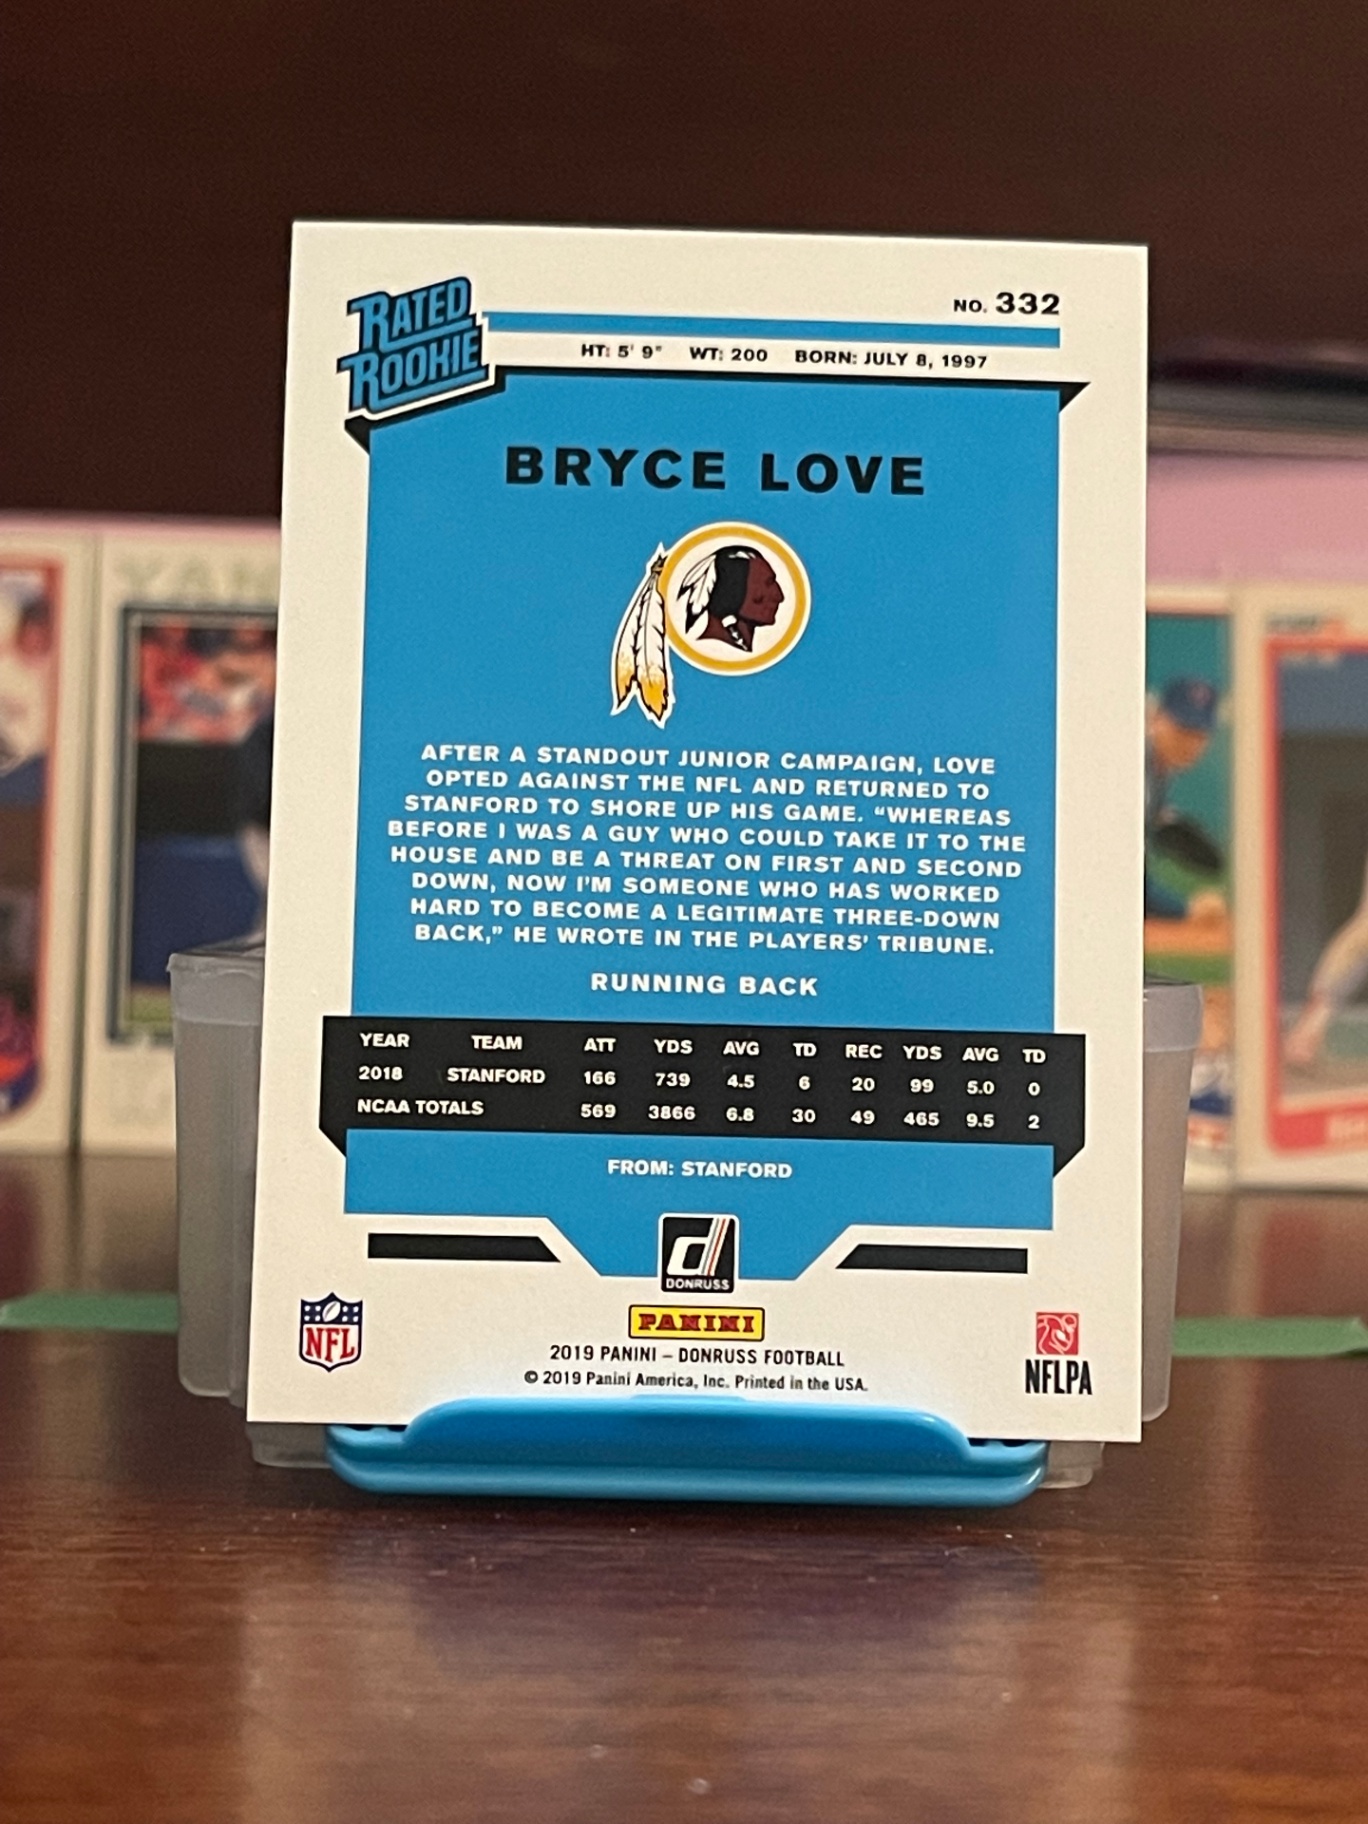 RATED
ROOKIE
NO. 332
HT: 5' 9" WT: 200 BORN: JULY 8, 1997
BRYCE LOVE
AFTER A STANDOUT JUNIOR CAMPAIGN, LOVE
OPTED AGAINST THE NFL AND RETURNED TO
STANFORD TO SHORE UP HIS GAME. “WHEREAS
BEFORE I WAS A GUY WHO COULD TAKE IT TO THE
HOUSE AND BE A THREAT ON FIRST AND SECOND
DOWN, NOW I'M SOMEONE WHO HAS WORKED
HARD TO BECOME A LEGITIMATE THREE-DOWN
BACK,” HE WROTE IN THE PLAYERS' TRIBUNE.
RUNNING BACK
YEAR TEAM ATT YDS AVG TD REC YDS AVG TD
2018 STANFORD 166 739 4.5 6 20 99 5.0 0
NCAA TOTALS 569 3866 6.8 30 49 465 9.5 2
FROM: STANFORD
d
DONRUSS
NFL
PANINI
NFLPA
2019 PANINI – DONRUSS FOOTBALL
© 2019 Panini America, Inc. Printed in the USA.